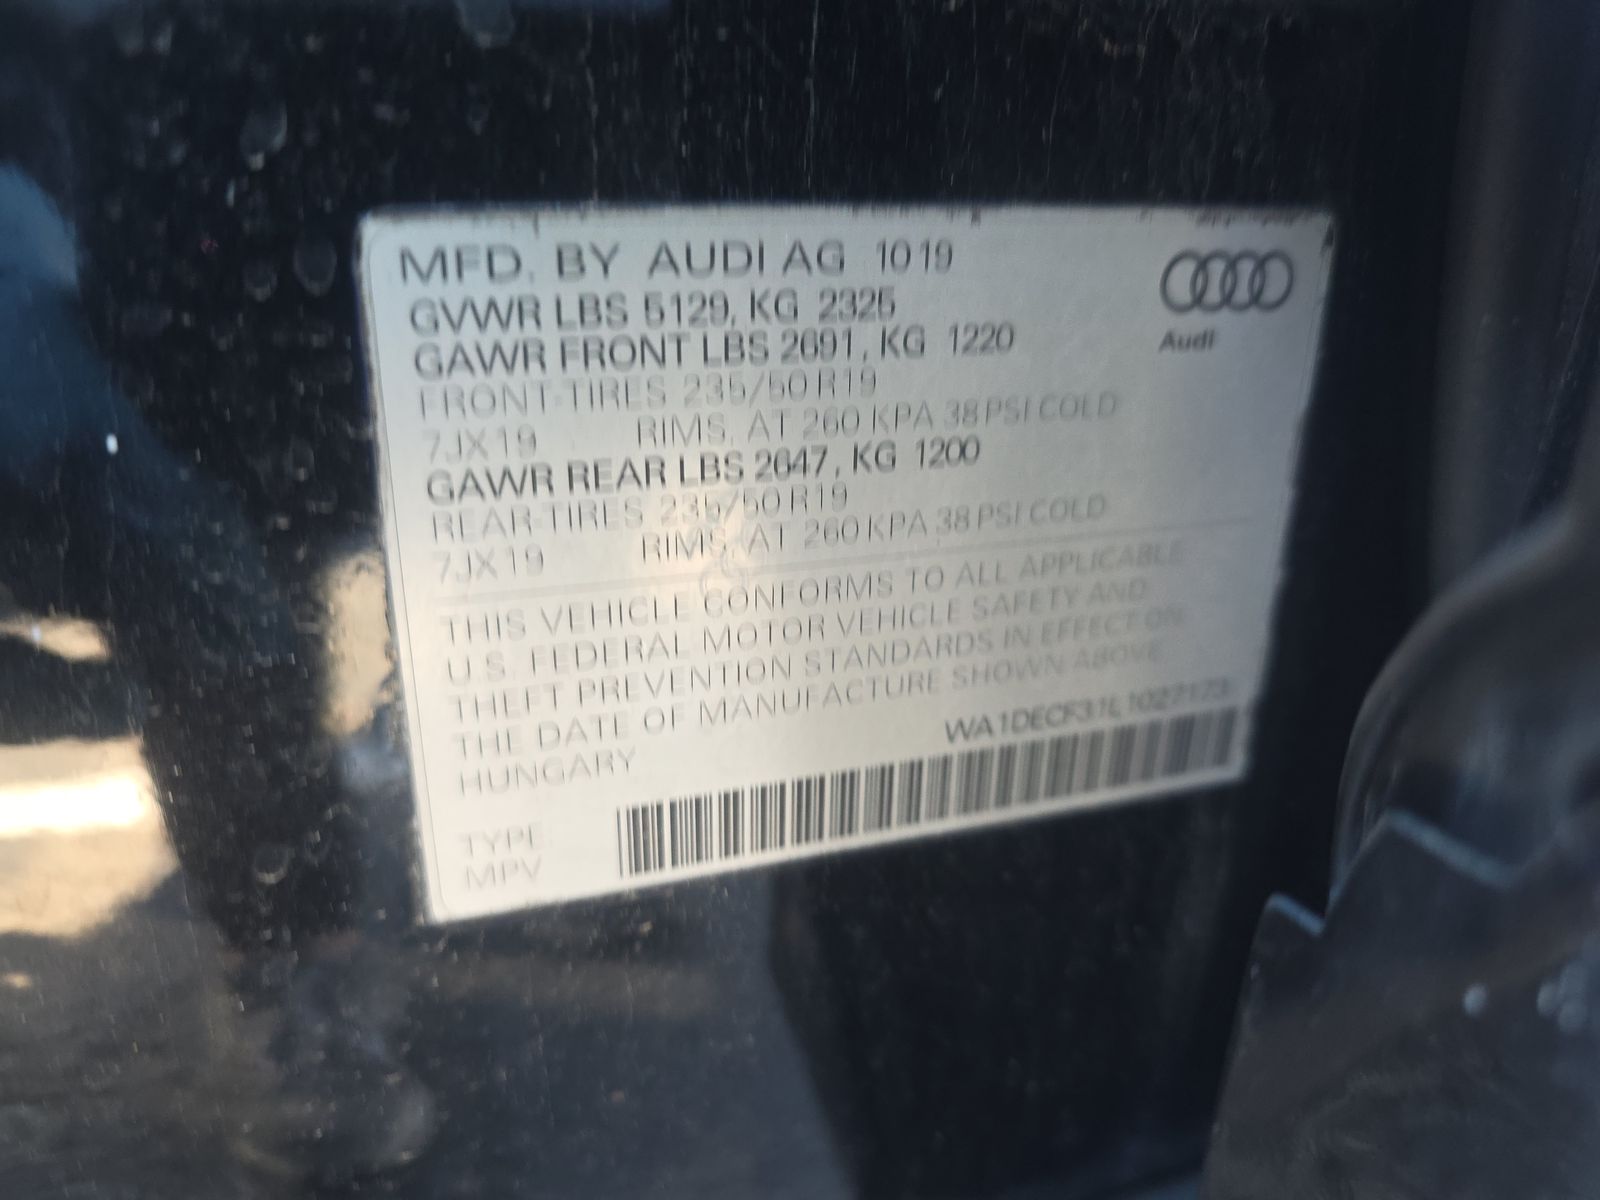 MFD. BY AUDI AG 10 19
GVWR LBS 5129, KG 2325
GAWR FRONT LBS 2691, KG 1220
FRONT-TIRES 235/50 R19
7JX19 RIMS, AT 260 KPA 38 PSI COLD
GAWR REAR LBS 2647, KG 1200
REAR-TIRES 235/50 R19
7JX19 RIMS, AT 260 KPA 38 PSI COLD
THIS VEHICLE CONFORMS TO ALL APPLICABLE
U.S. FEDERAL MOTOR VEHICLE SAFETY AND
THEFT PREVENTION STANDARDS IN EFFECT ON
THE DATE OF MANUFACTURE SHOWN ABOVE
HUNGARY
WA1DECF31L1027173
TYPE
MPV
Audi